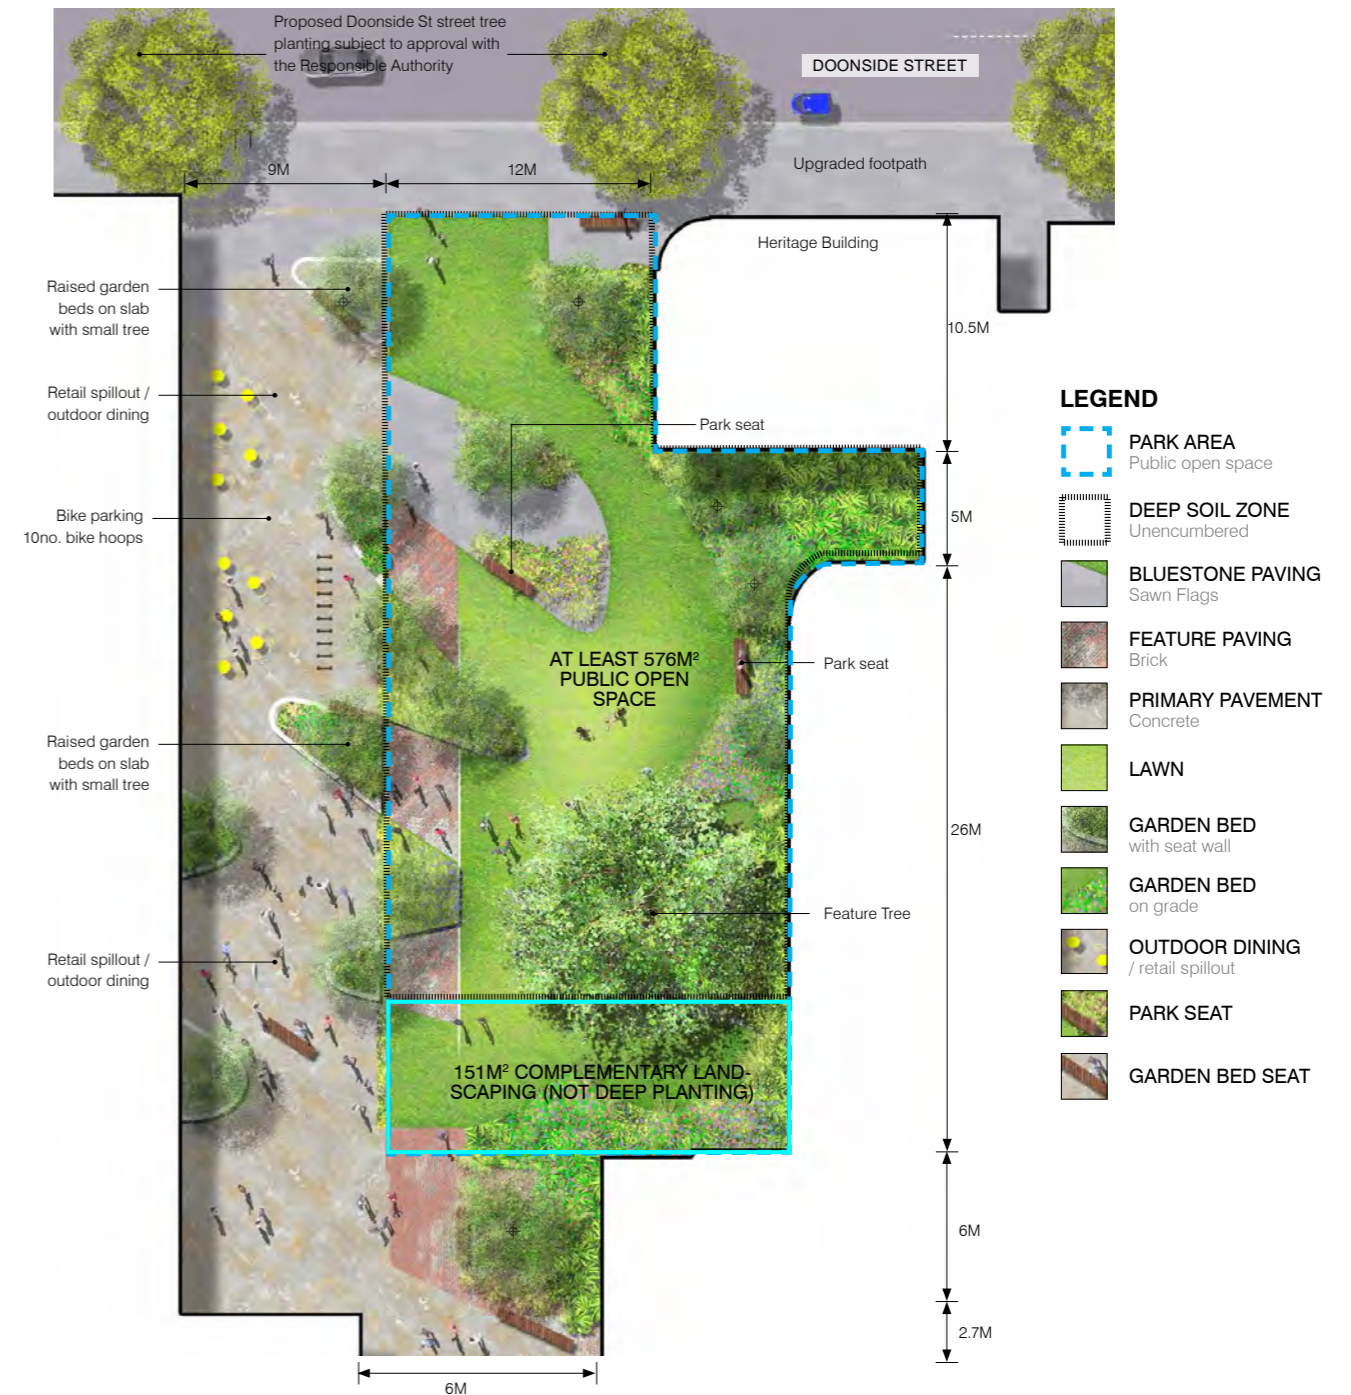 Proposed Doonside St street tree
planting subject to approval with
the Responsible Authority
DOONSIDE STREET
9M
12M
Upgraded footpath
Heritage Building
Raised garden
beds on slab
with small tree
10.5M
Retail spillout /
outdoor dining
Park seat
Bike parking
10no. bike hoops
5M
AT LEAST 576M²
PUBLIC OPEN
SPACE
Park seat
Raised garden
beds on slab
with small tree
26M
Feature Tree
Retail spillout /
outdoor dining
151M² COMPLEMENTARY LAND-
SCAPING (NOT DEEP PLANTING)
6M
2.7M
6M
LEGEND
PARK AREA
Public open space
DEEP SOIL ZONE
Unencumbered
BLUESTONE PAVING
Sawn Flags
FEATURE PAVING
Brick
PRIMARY PAVEMENT
Concrete
LAWN
GARDEN BED
with seat wall
GARDEN BED
on grade
OUTDOOR DINING
/ retail spillout
PARK SEAT
GARDEN BED SEAT